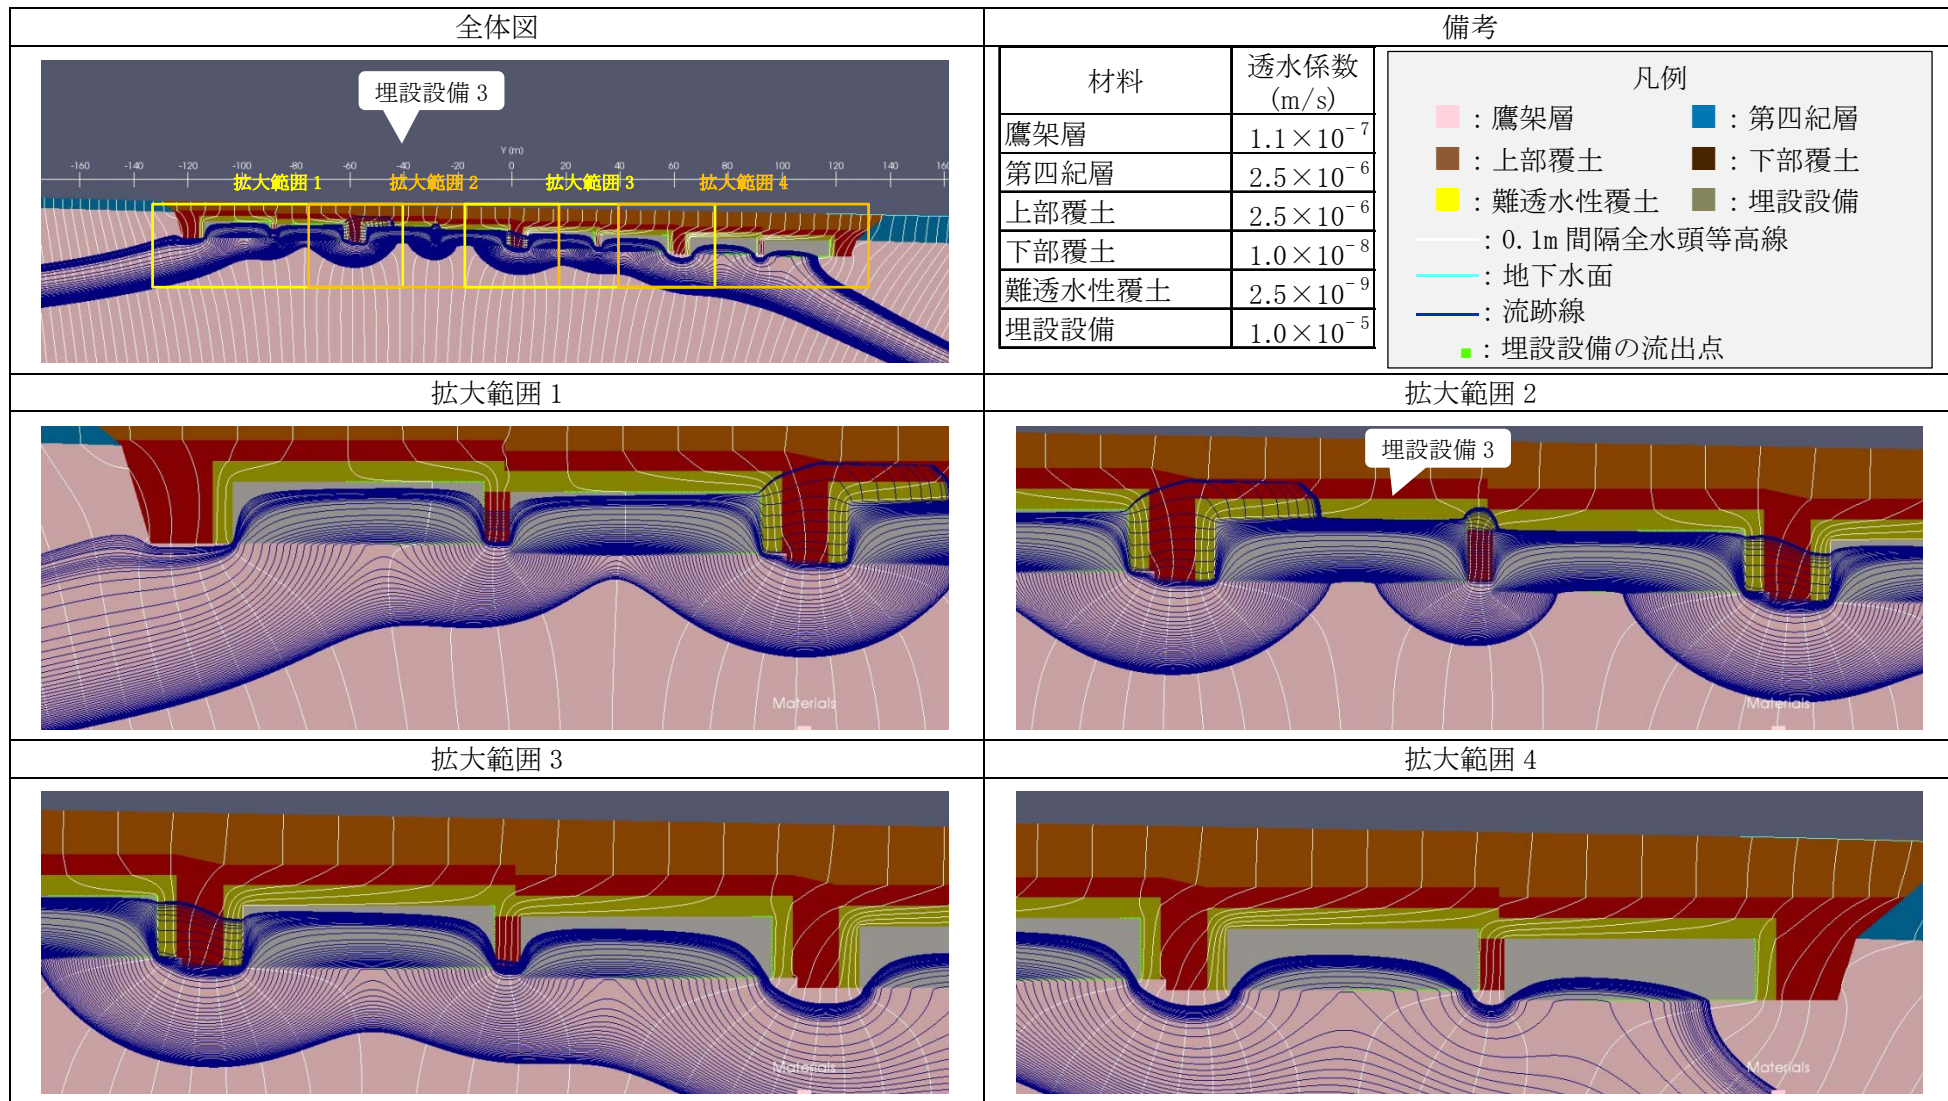 全体図
備考
埋設設備 3
Y (m)
-160 -140 -120 -100 -80 -60 -40 -20 0 20 40 60 80 100 120 140 160
拡大範囲 1 拡大範囲 2 拡大範囲 3 拡大範囲 4
材料 透水係数
(m/s)
鷹架層 1.1×10⁻⁷
第四紀層 2.5×10⁻⁶
上部覆土 2.5×10⁻⁶
下部覆土 1.0×10⁻⁸
難透水性覆土 2.5×10⁻⁹
埋設設備 1.0×10⁻⁵
凡例
：鷹架層 ：第四紀層
：上部覆土 ：下部覆土
：難透水性覆土 ：埋設設備
：0.1m 間隔全水頭等高線
：地下水面
：流跡線
：埋設設備の流出点
拡大範囲 1
拡大範囲 2
Materials
埋設設備 3
Materials
拡大範囲 3
拡大範囲 4
Materials
Materials